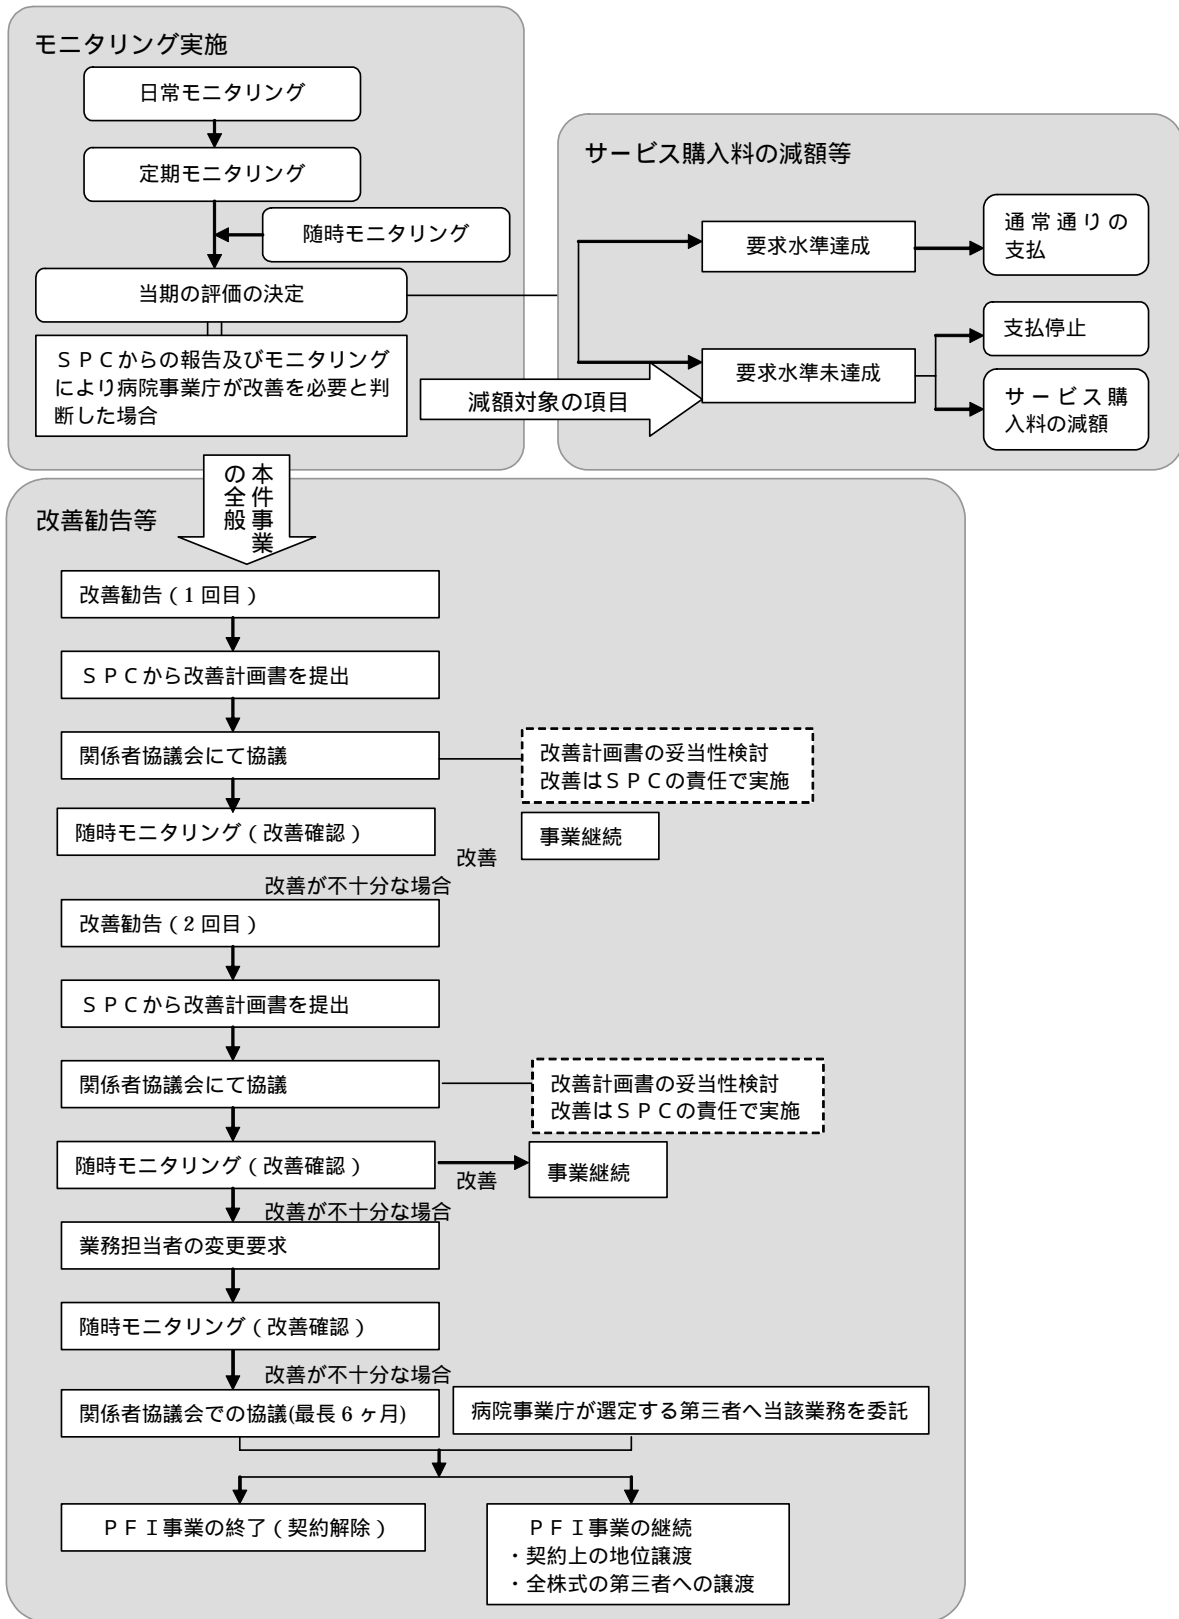 モニタリング実施
日常モニタリング
定期モニタリング
随時モニタリング
当期の評価の決定
ＳＰＣからの報告及びモニタリング
により病院事業庁が改善を必要と判
断した場合
サービス購入料の減額等
要求水準達成
通常通りの
支払
要求水準未達成
支払停止
サービス購
入料の減額
減額対象の項目
本件事業
の全般
改善勧告等
改善勧告（1 回目）
ＳＰＣから改善計画書を提出
関係者協議会にて協議
改善計画書の妥当性検討
改善はＳＰＣの責任で実施
随時モニタリング（改善確認）
改善
事業継続
改善が不十分な場合
改善勧告（2 回目）
ＳＰＣから改善計画書を提出
関係者協議会にて協議
改善計画書の妥当性検討
改善はＳＰＣの責任で実施
随時モニタリング（改善確認）
改善
事業継続
改善が不十分な場合
業務担当者の変更要求
随時モニタリング（改善確認）
改善が不十分な場合
関係者協議会での協議(最長 6 ヶ月)
病院事業庁が選定する第三者へ当該業務を委託
ＰＦＩ事業の終了（契約解除）
ＰＦＩ事業の継続
・契約上の地位譲渡
・全株式の第三者への譲渡